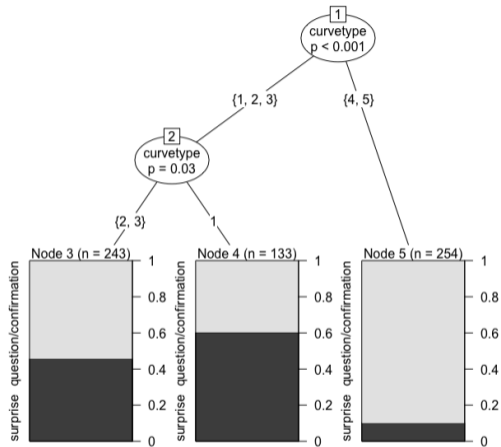 1
curvetype
p < 0.001
{1, 2, 3}
{4, 5}
2
curvetype
p = 0.03
{2, 3}
1
Node 3 (n = 243)
surprise question/confirmation
1
0.8
0.6
0.4
0.2
0
Node 4 (n = 133)
surprise question/confirmation
1
0.8
0.6
0.4
0.2
0
Node 5 (n = 254)
surprise question/confirmation
1
0.8
0.6
0.4
0.2
0